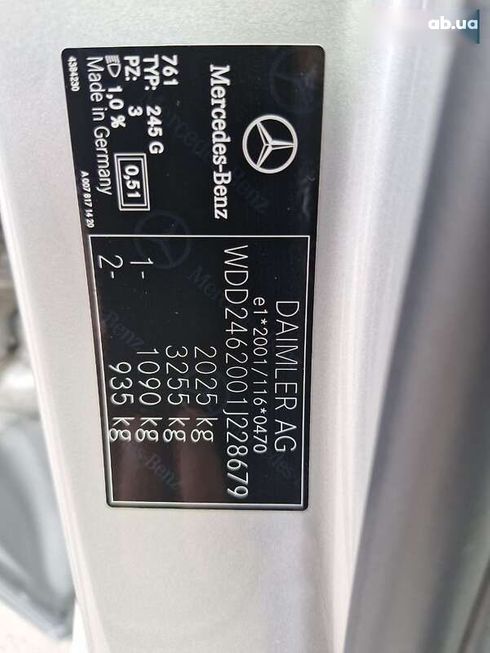 ab.ua
Mercedes-Benz
761
TYP: 245 G
PZ: 3
1,0 %
0,51
Made in Germany
4384230
A 007 817 14 20
DAIMLER AG
e1*2001/116*0470
WDD2462001J228679
2025 kg
3255 kg
1- 1090 kg
2- 935 kg